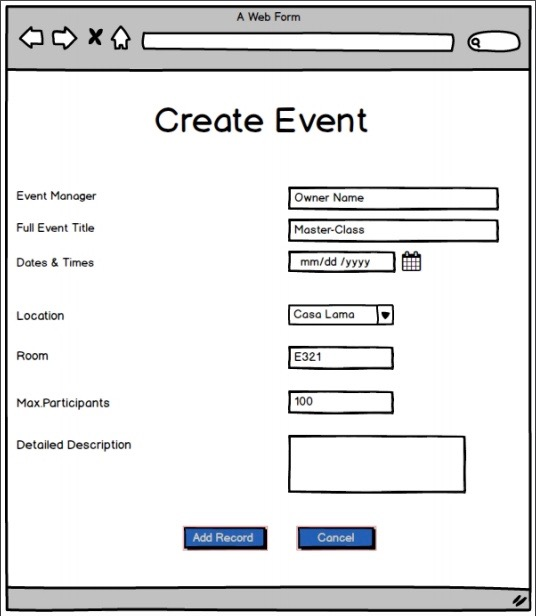 A Web Form
Create Event
Event Manager Owner Name
Full Event Title Master-Class
Dates & Times mm/dd /yyyy
Location Casa Lama
Room E321
Max.Participants 100
Detailed Description
Add Record Cancel